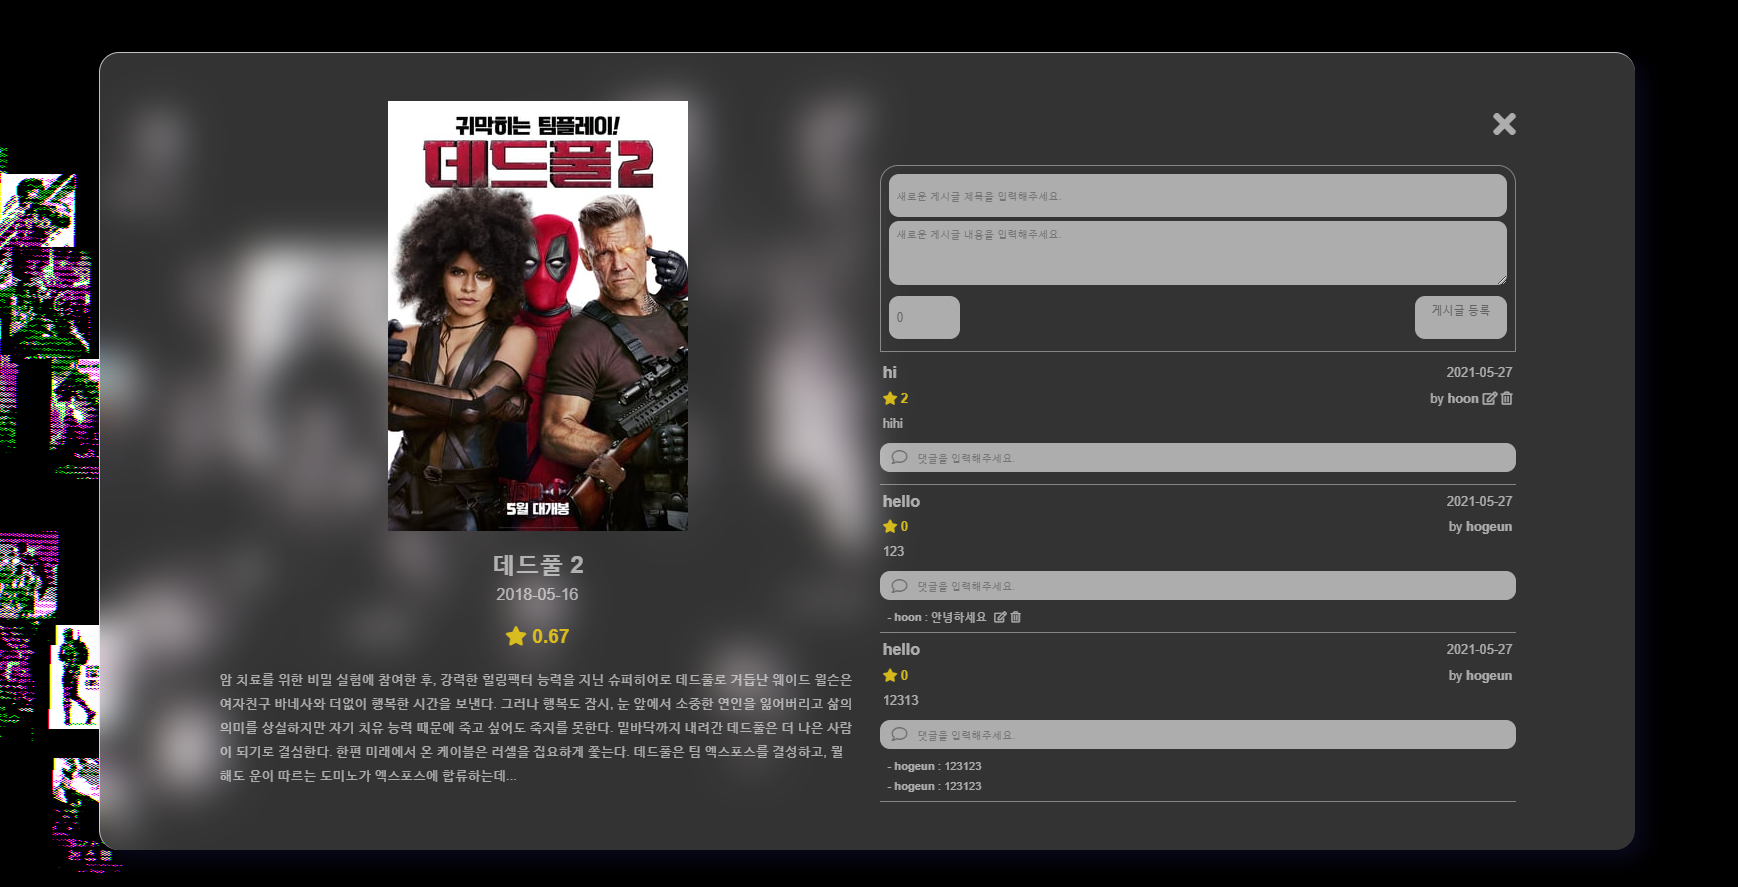 귀막히는 팀플레이!
데드풀2
5월 대개봉
데드풀 2
2018-05-16
0.67
암 치료를 위한 비밀 실험에 참여한 후, 강력한 힐링팩터 능력을 지닌 슈퍼히어로 데드풀로 거듭난 웨이드 윌슨은
여자친구 바네사와 더없이 행복한 시간을 보낸다. 그러나 행복도 잠시, 눈 앞에서 소중한 연인을 잃어버리고 삶의
의미를 상실하지만 자기 치유 능력 때문에 죽고 싶어도 죽지를 못한다. 밑바닥까지 내려간 데드풀은 더 나은 사람
이 되기로 결심한다. 한편 미래에서 온 케이블은 러셀을 집요하게 쫓는다. 데드풀은 팀 엑스포스를 결성하고, 뭘
해도 운이 따르는 도미노가 엑스포스에 합류하는데...
새로운 게시글 제목을 입력해주세요.
새로운 게시글 내용을 입력해주세요.
0 게시글 등록
hi 2021-05-27
2 by hoon
hihi
댓글을 입력해주세요.
hello 2021-05-27
0 by hogeun
123
댓글을 입력해주세요.
- hoon : 안녕하세요
hello 2021-05-27
0 by hogeun
12313
댓글을 입력해주세요.
- hogeun : 123123
- hogeun : 123123